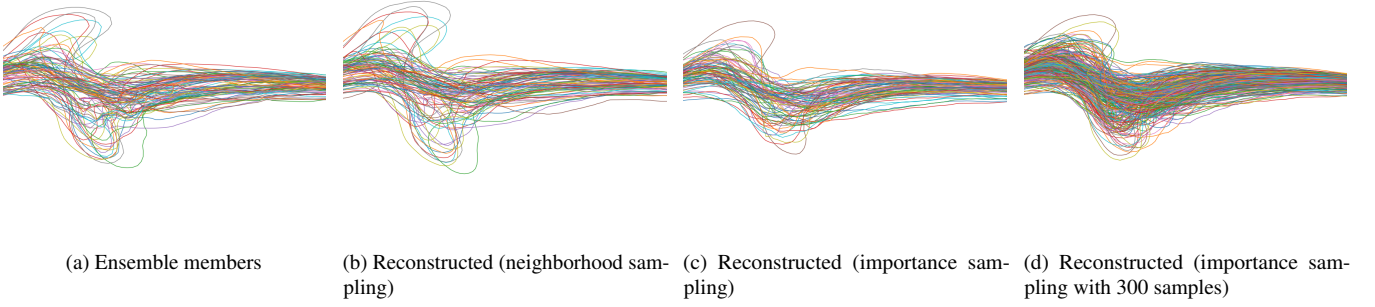 (a) Ensemble members
(b) Reconstructed (neighborhood sam-
pling)
(c) Reconstructed (importance sam-
pling)
(d) Reconstructed (importance sam-
pling with 300 samples)